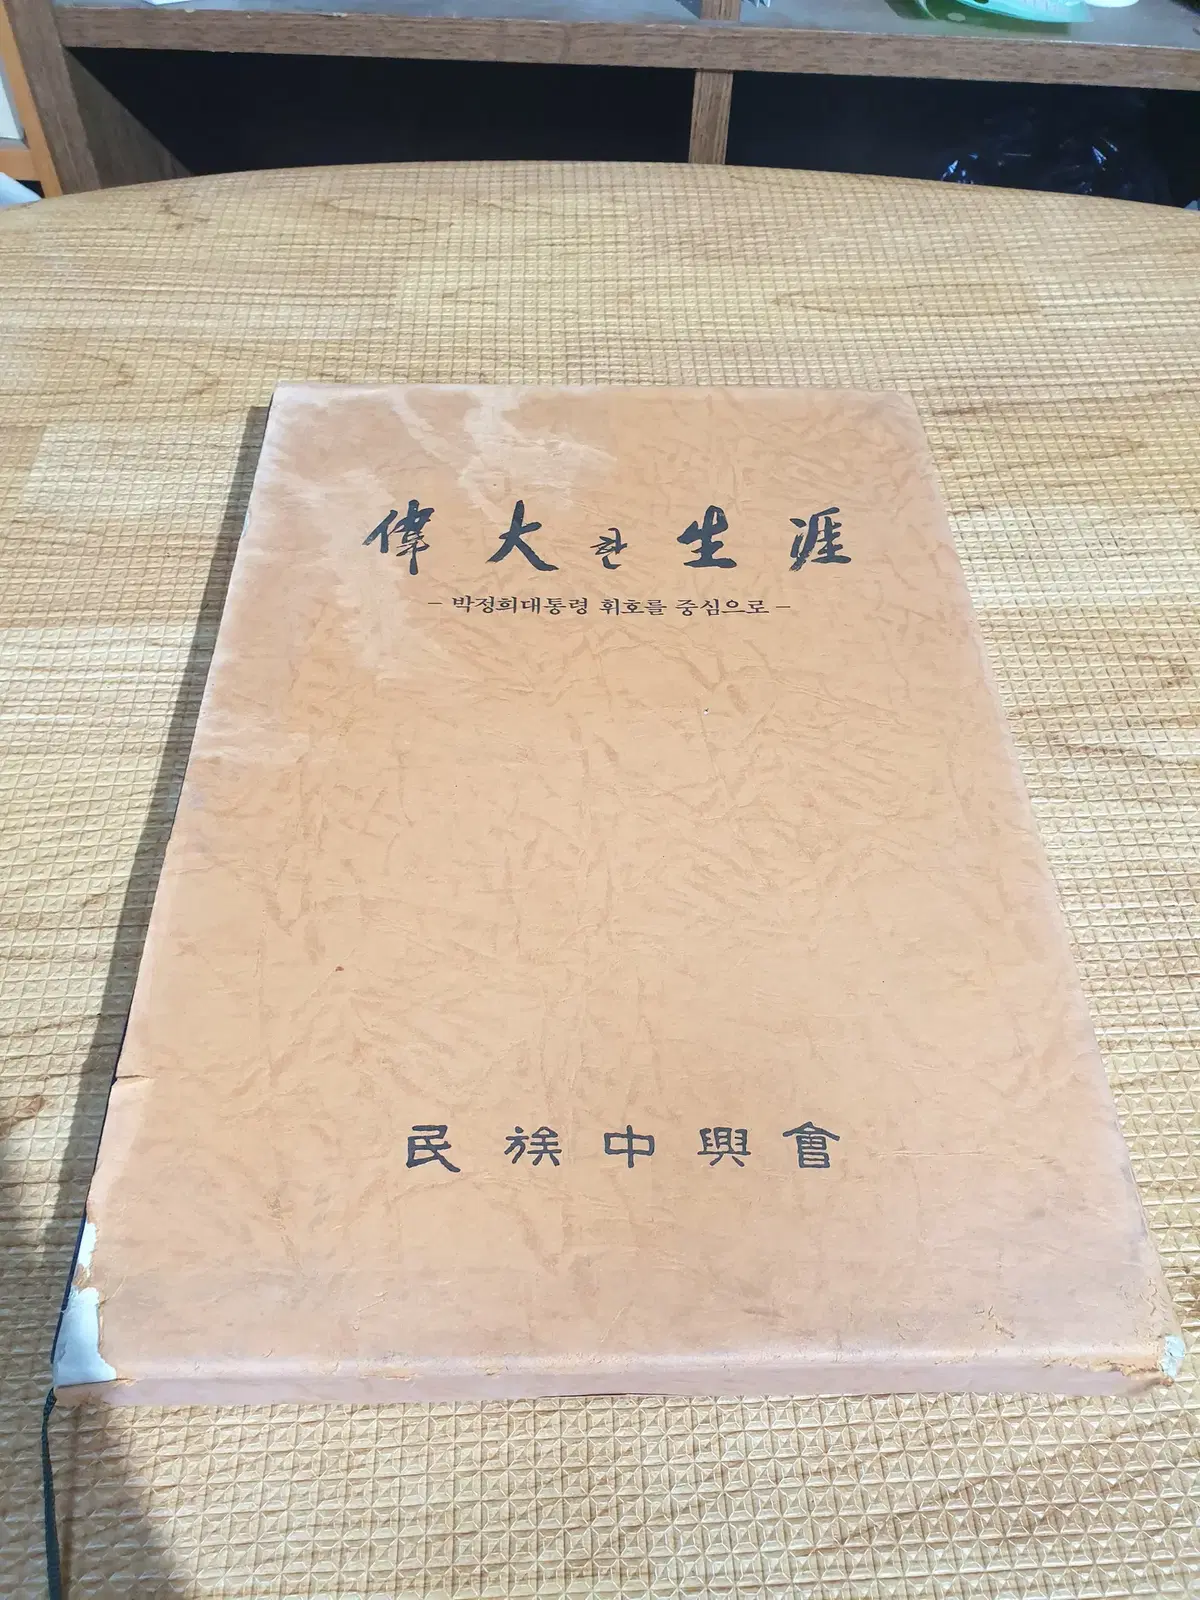 偉大한生涯
- 박정희대통령 휘호를 중심으로 -
民族中興會